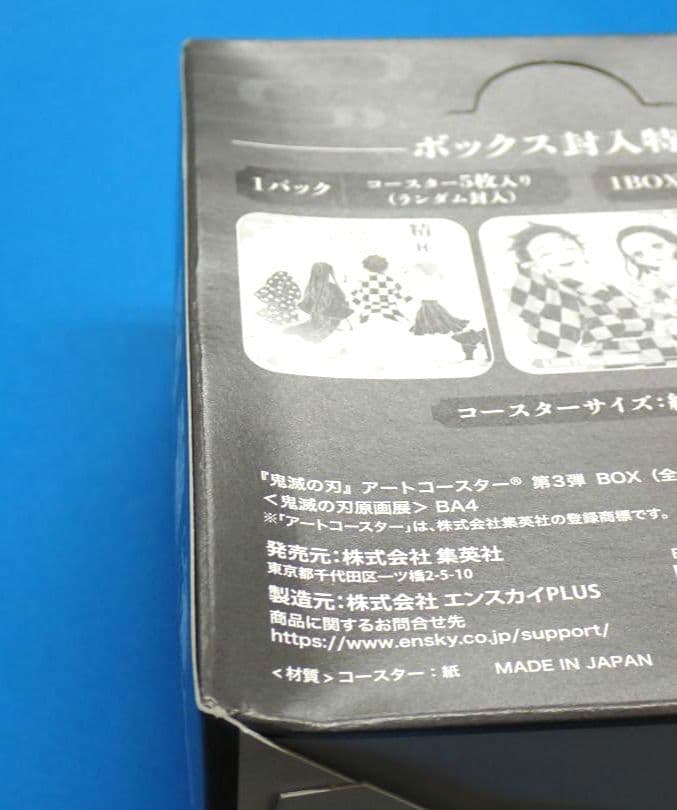 ボックス封入特
1パック コースター5枚入り
(ランダム封入)
1BOX
精
コースターサイズ:
『鬼滅の刃』アートコースター® 第3弾 BOX(全
<鬼滅の刃原画展> BA4
※「アートコースター」は、株式会社集英社の登録商標です。
発売元:株式会社 集英社
東京都千代田区一ツ橋2-5-10
製造元:株式会社 エンスカイPLUS
商品に関するお問合せ先
https://www.ensky.co.jp/support/
<材質>コースター:紙 MADE IN JAPAN